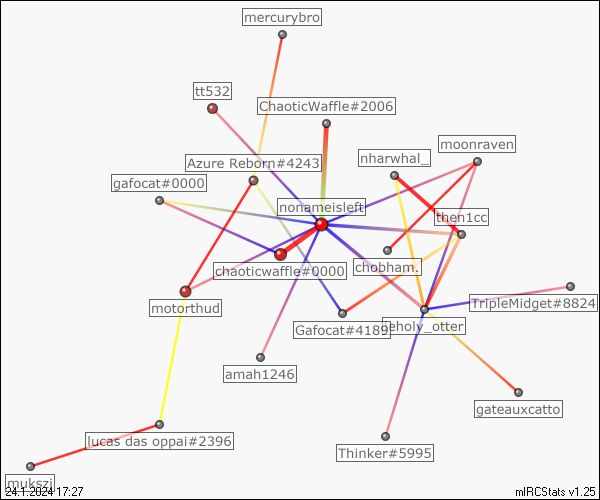 mercurybro
tt532
ChaoticWaffle#2006
moonraven
nharwhal_
Azure Reborn#4243
gafocat#0000
nonameisleft
then1cc
chaoticwaffle#0000
chobham.
motorthud
TripleMidget#8824
Gafocat#4189
eholy_otter
amah1246
gateauxcatto
lucas das oppai#2396
Thinker#5995
mukszi
24.1.2024 17:27
mIRCStats v1.25